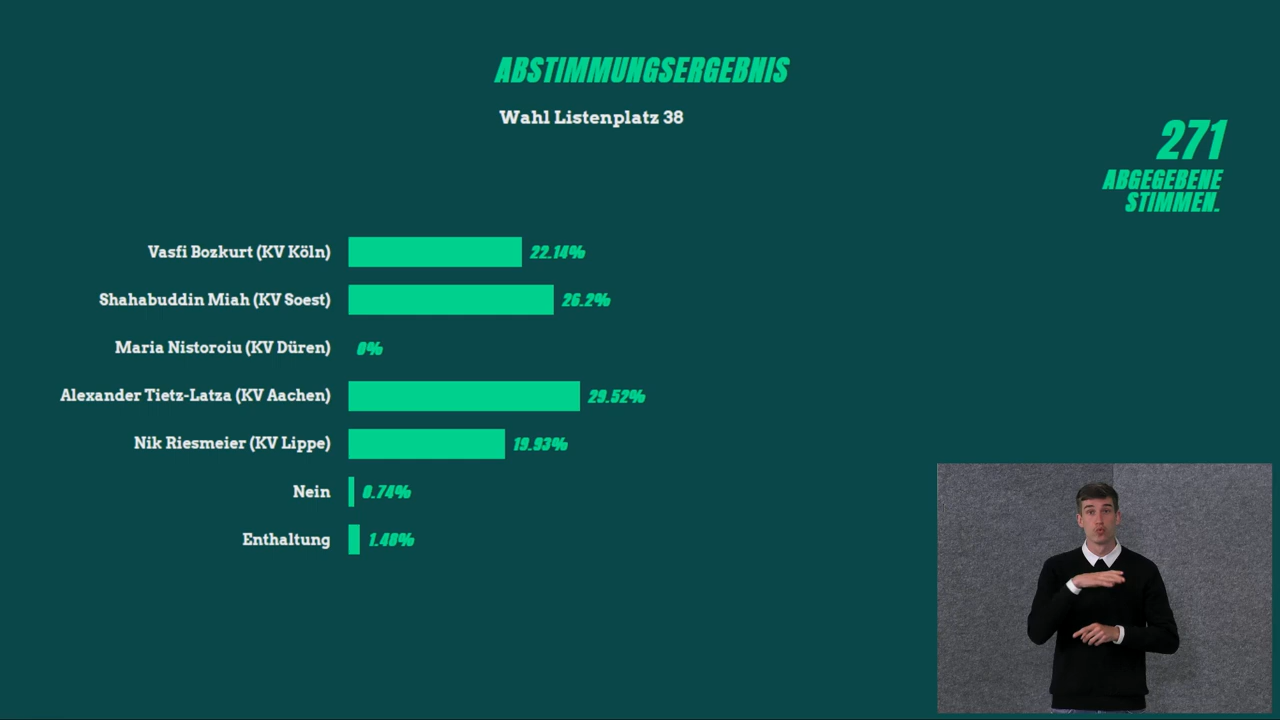 ABSTIMMUNGSERGEBNIS
Wahl Listenplatz 38
271
ABGEGEBENE
STIMMEN.
Vasfi Bozkurt (KV Köln) 22.14%
Shahabuddin Miah (KV Soest) 26.2%
Maria Nistoroiu (KV Düren) 0%
Alexander Tietz-Latza (KV Aachen) 29.52%
Nik Riesmeier (KV Lippe) 19.93%
Nein 0.74%
Enthaltung 1.48%